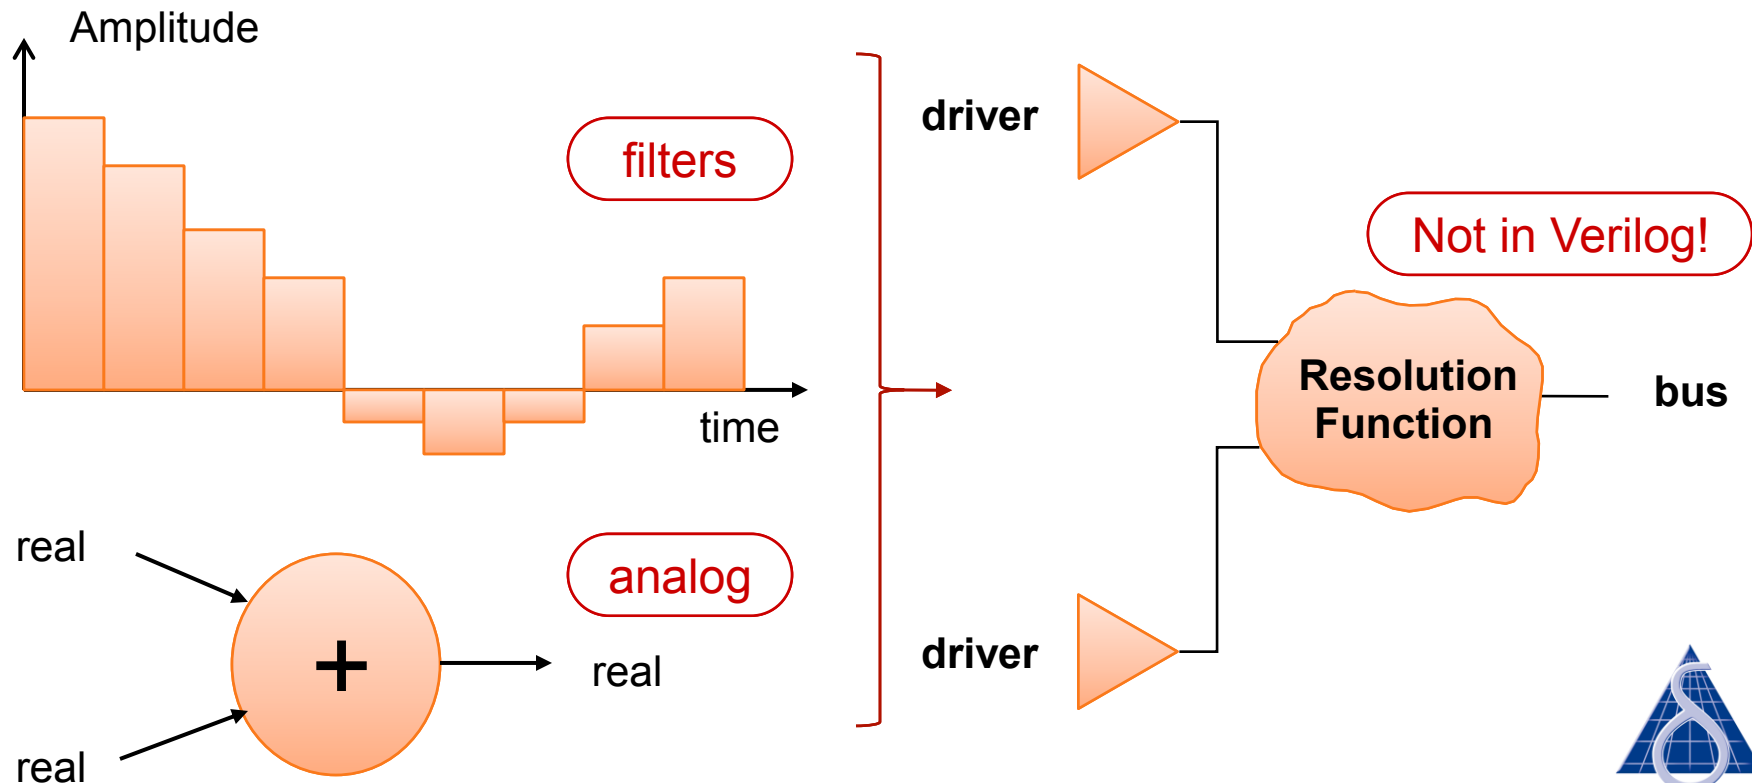 Amplitude
filters
time
real
+
analog
real
real
driver
Not in Verilog!
Resolution
Function
bus
driver
δ